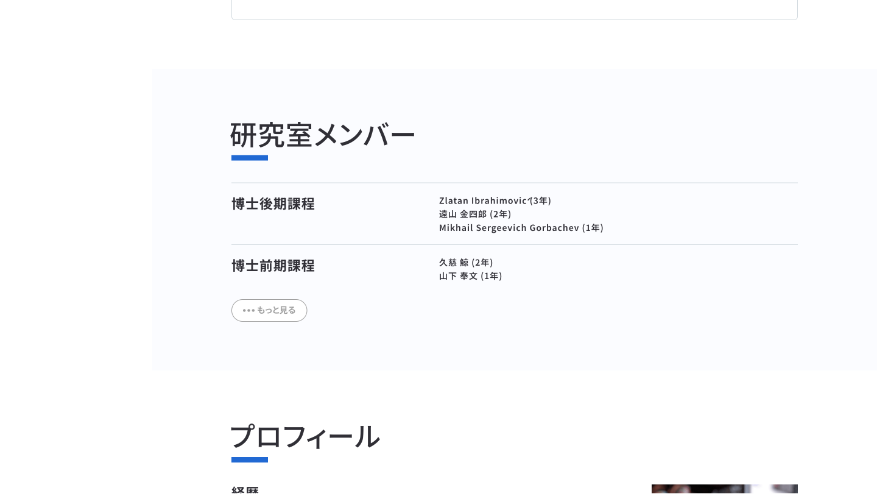 研究室メンバー
博士後期課程
Zlatan Ibrahimović(3年)
遠山 金四郎 (2年)
Mikhail Sergeevich Gorbachev (1年)
博士前期課程
久慈 鯨 (2年)
山下 奉文 (1年)
••• もっと見る
プロフィール
経歴